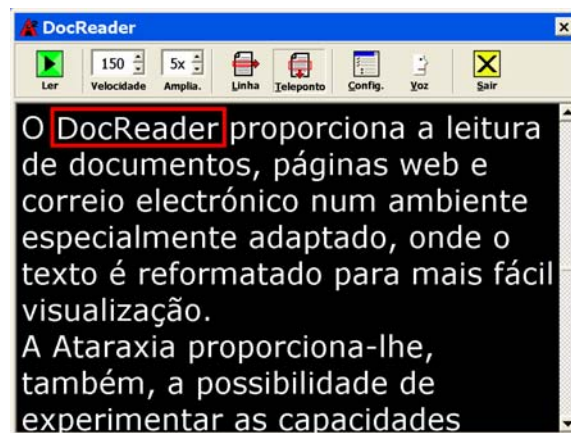 DocReader
150 5x
Ler Velocidade Amplia. Linha Teleponto Config. Voz Sair
O DocReader proporciona a leitura
de documentos, páginas web e
correio electrónico num ambiente
especialmente adaptado, onde o
texto é reformatado para mais fácil
visualização.
A Ataraxia proporciona-lhe,
também, a possibilidade de
experimentar as capacidades